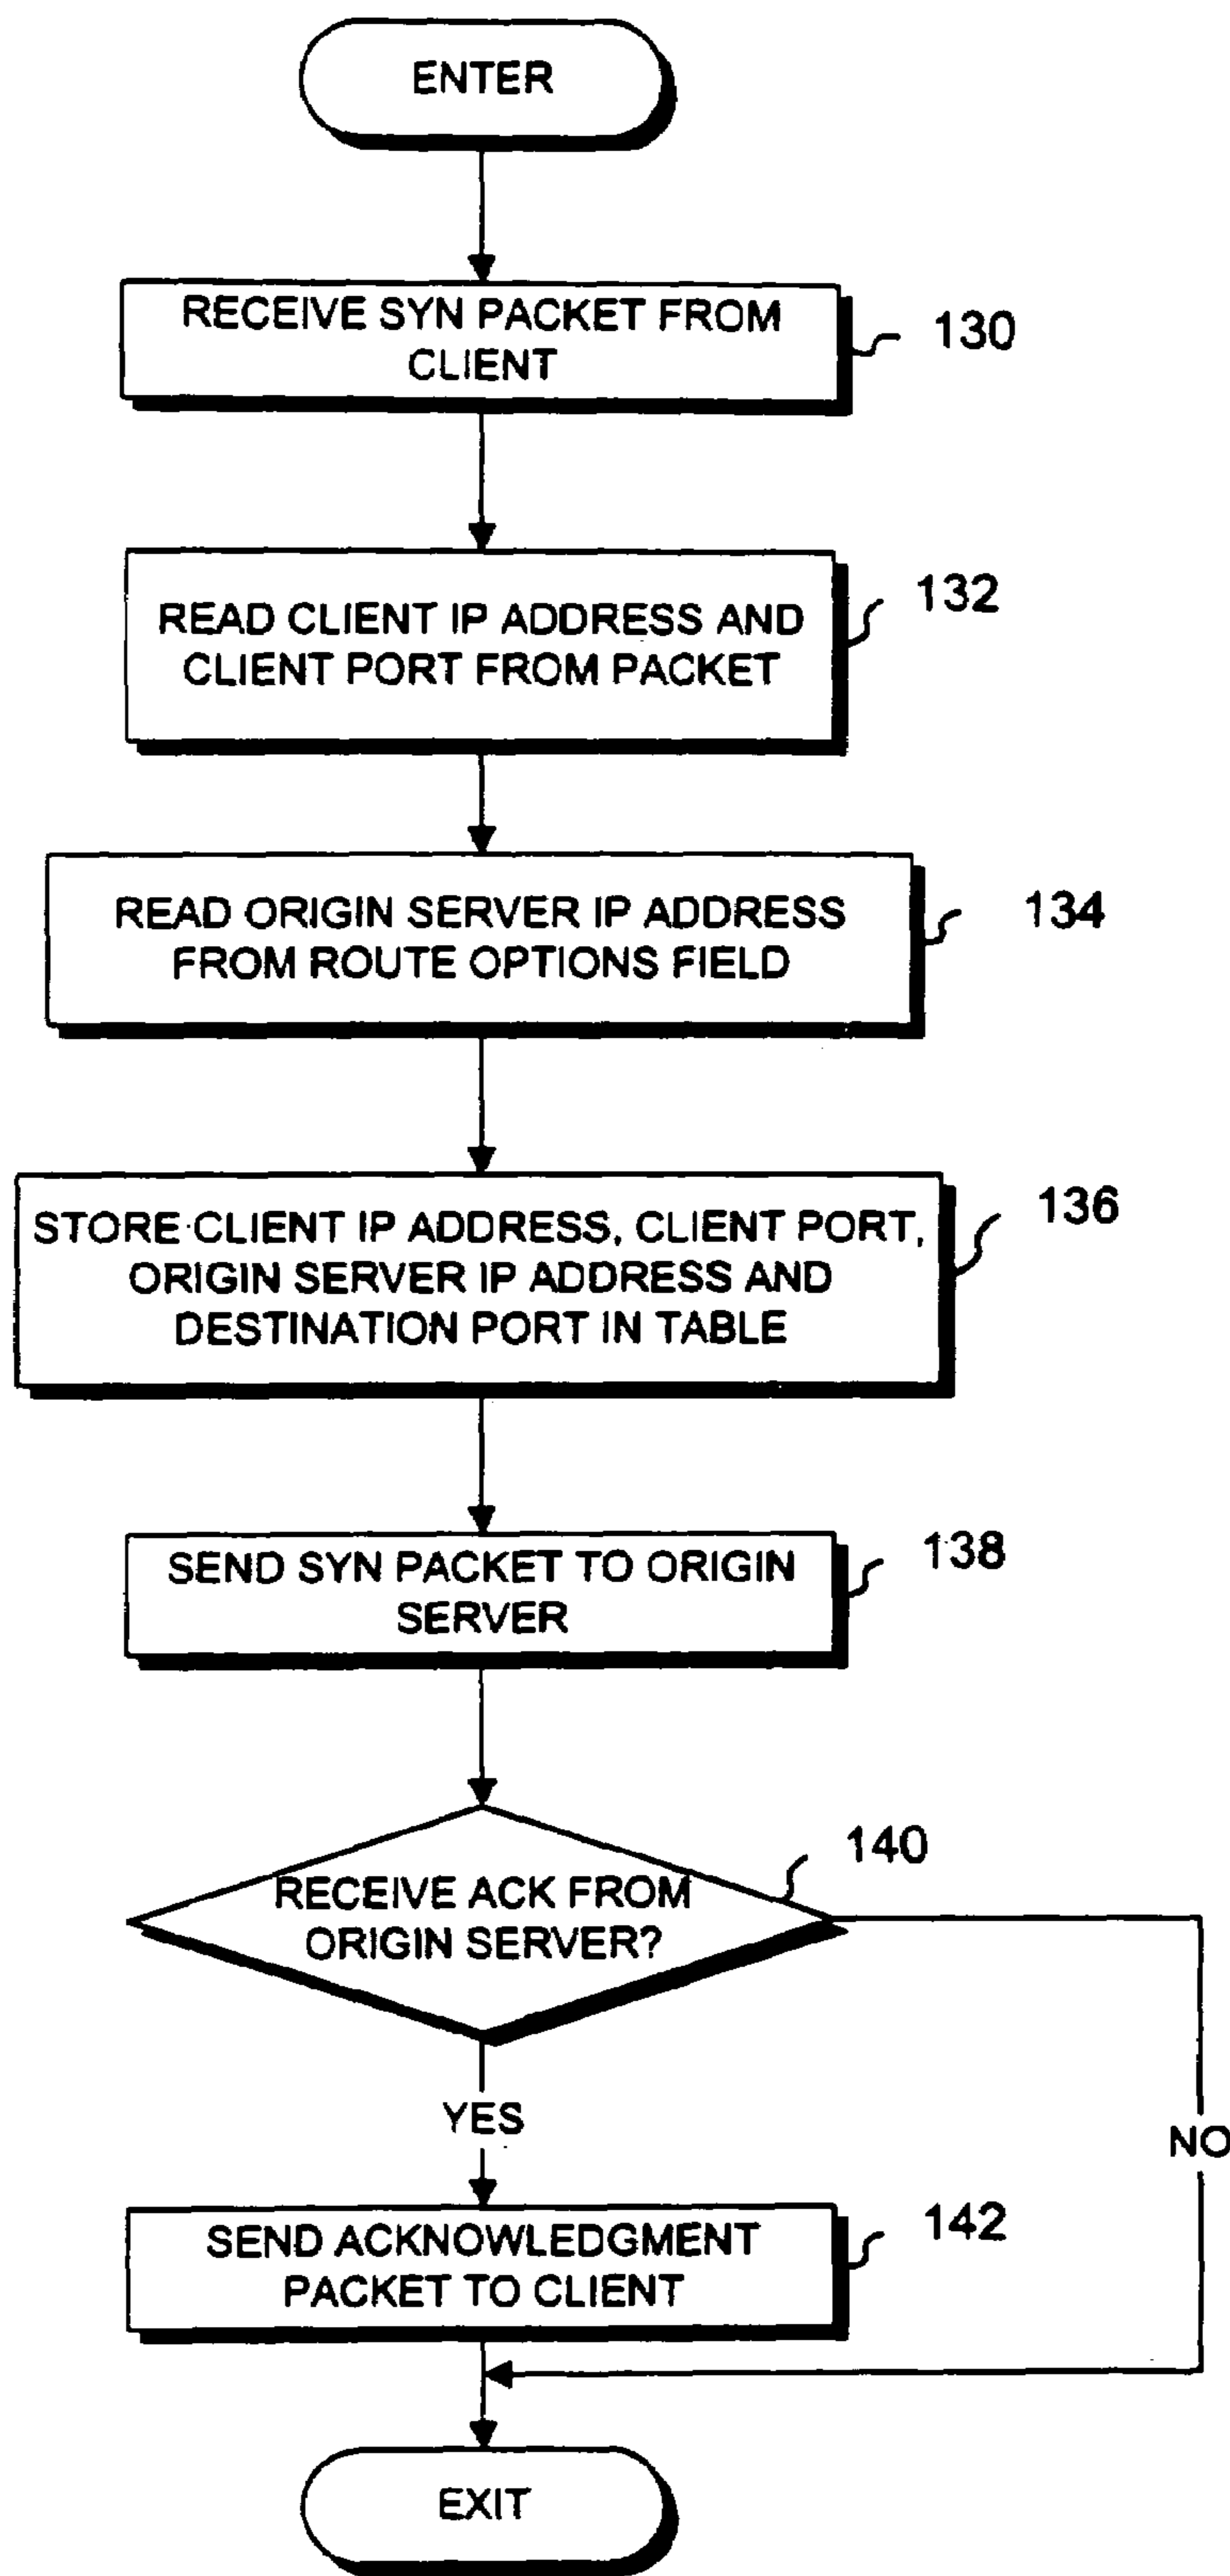 ENTER
RECEIVE SYN PACKET FROM
CLIENT
130
READ CLIENT IP ADDRESS AND
CLIENT PORT FROM PACKET
132
READ ORIGIN SERVER IP ADDRESS
FROM ROUTE OPTIONS FIELD
134
STORE CLIENT IP ADDRESS, CLIENT PORT,
ORIGIN SERVER IP ADDRESS AND
DESTINATION PORT IN TABLE
136
SEND SYN PACKET TO ORIGIN
SERVER
138
RECEIVE ACK FROM
ORIGIN SERVER?
140
YES
NO
SEND ACKNOWLEDGMENT
PACKET TO CLIENT
142
EXIT